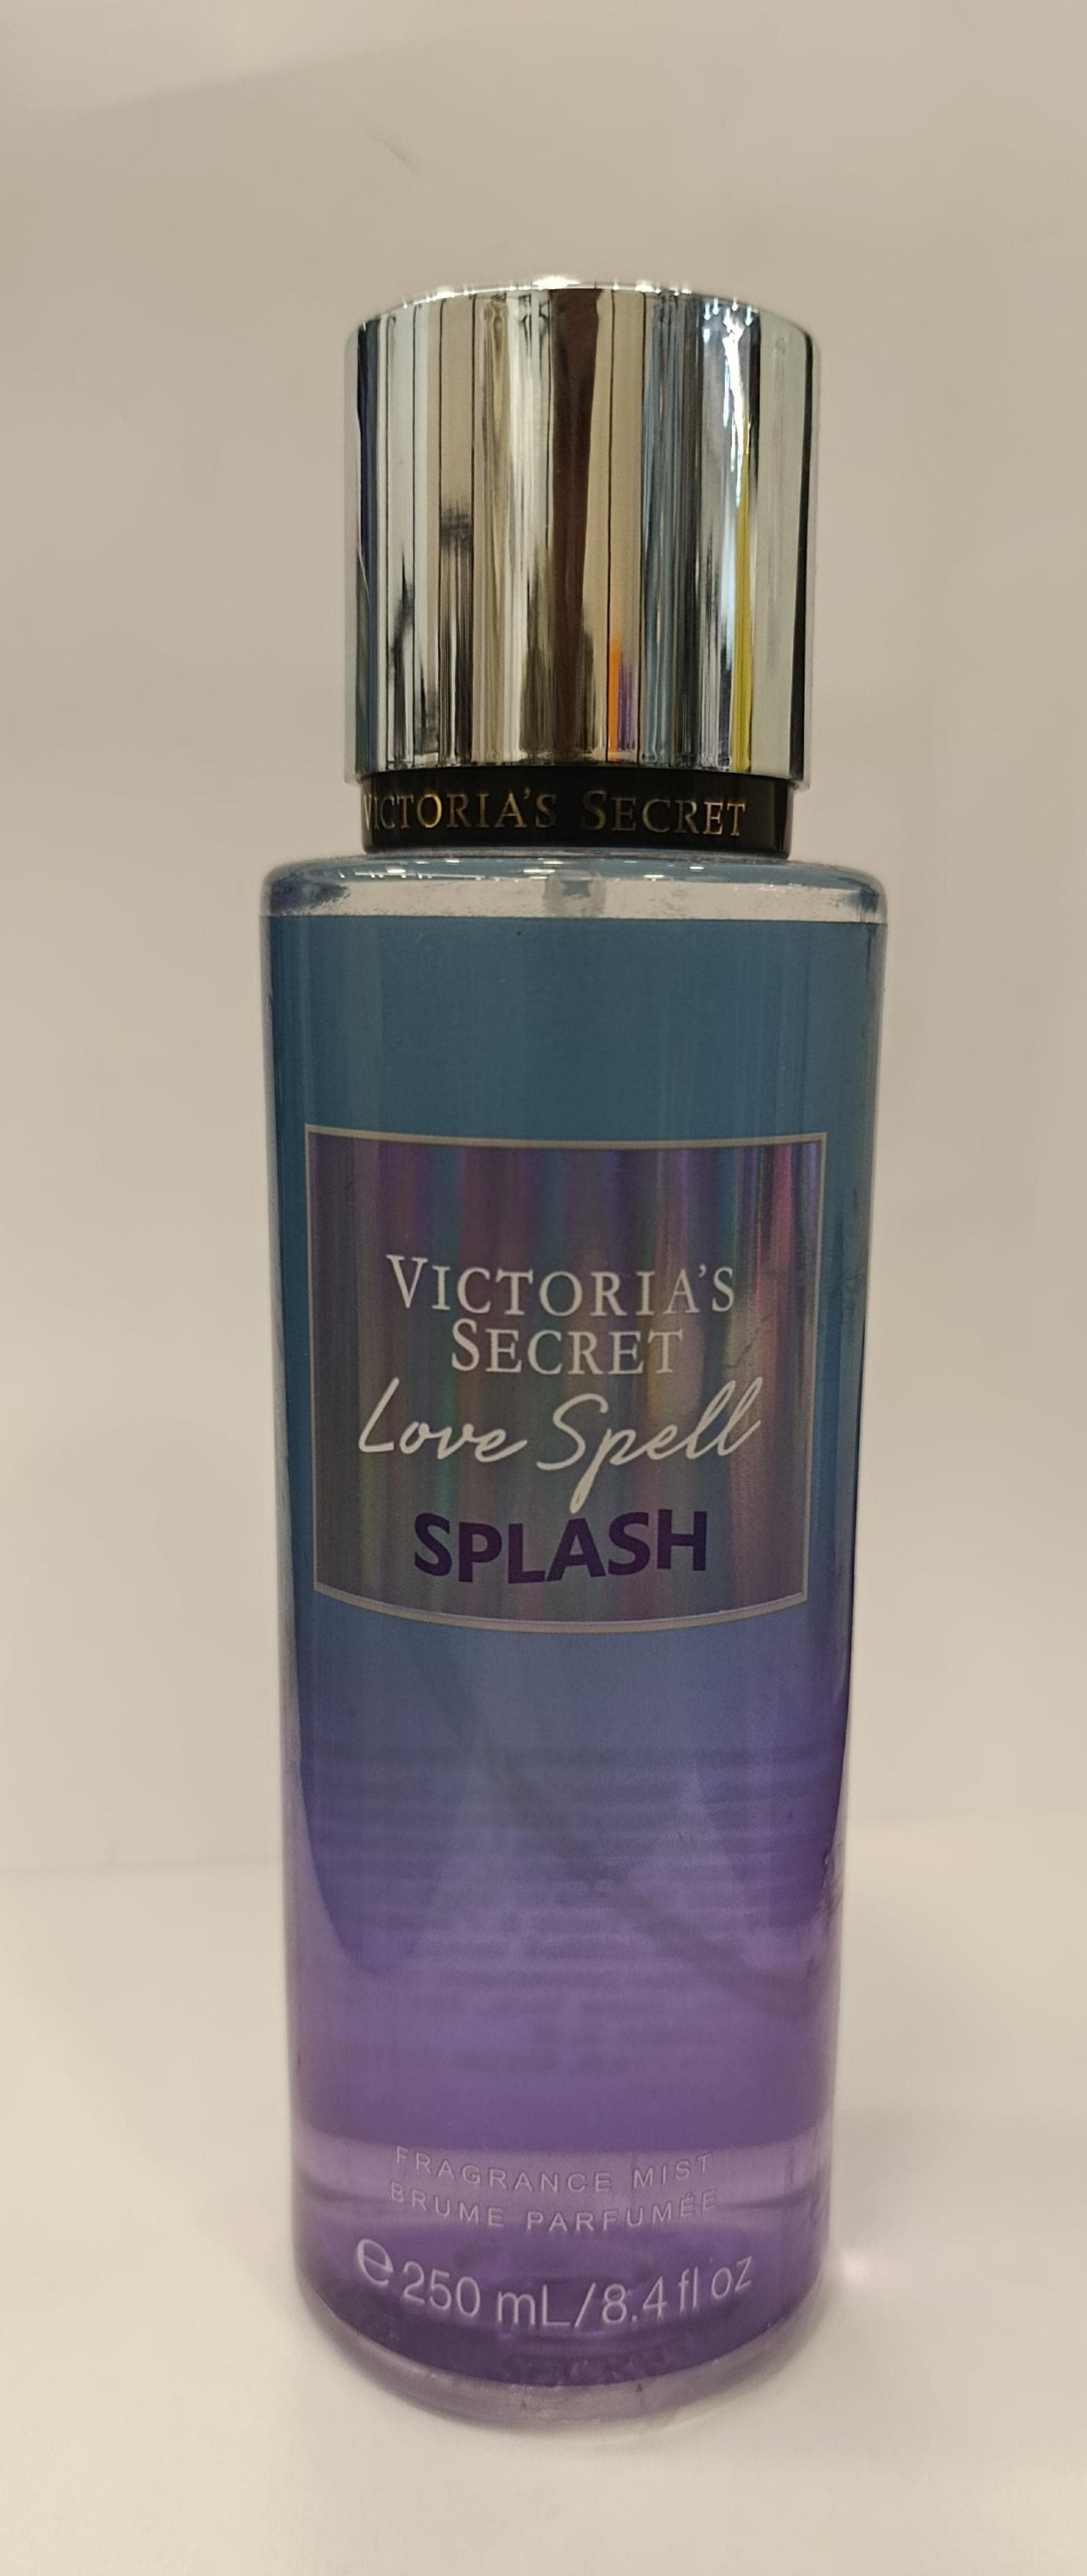 VICTORIA'S SECRET
VICTORIA'S
SECRET
Love Spell
SPLASH
FRAGRANCE MIST
BRUME PARFUMÉE
℮ 250 mL/8.4 fl oz